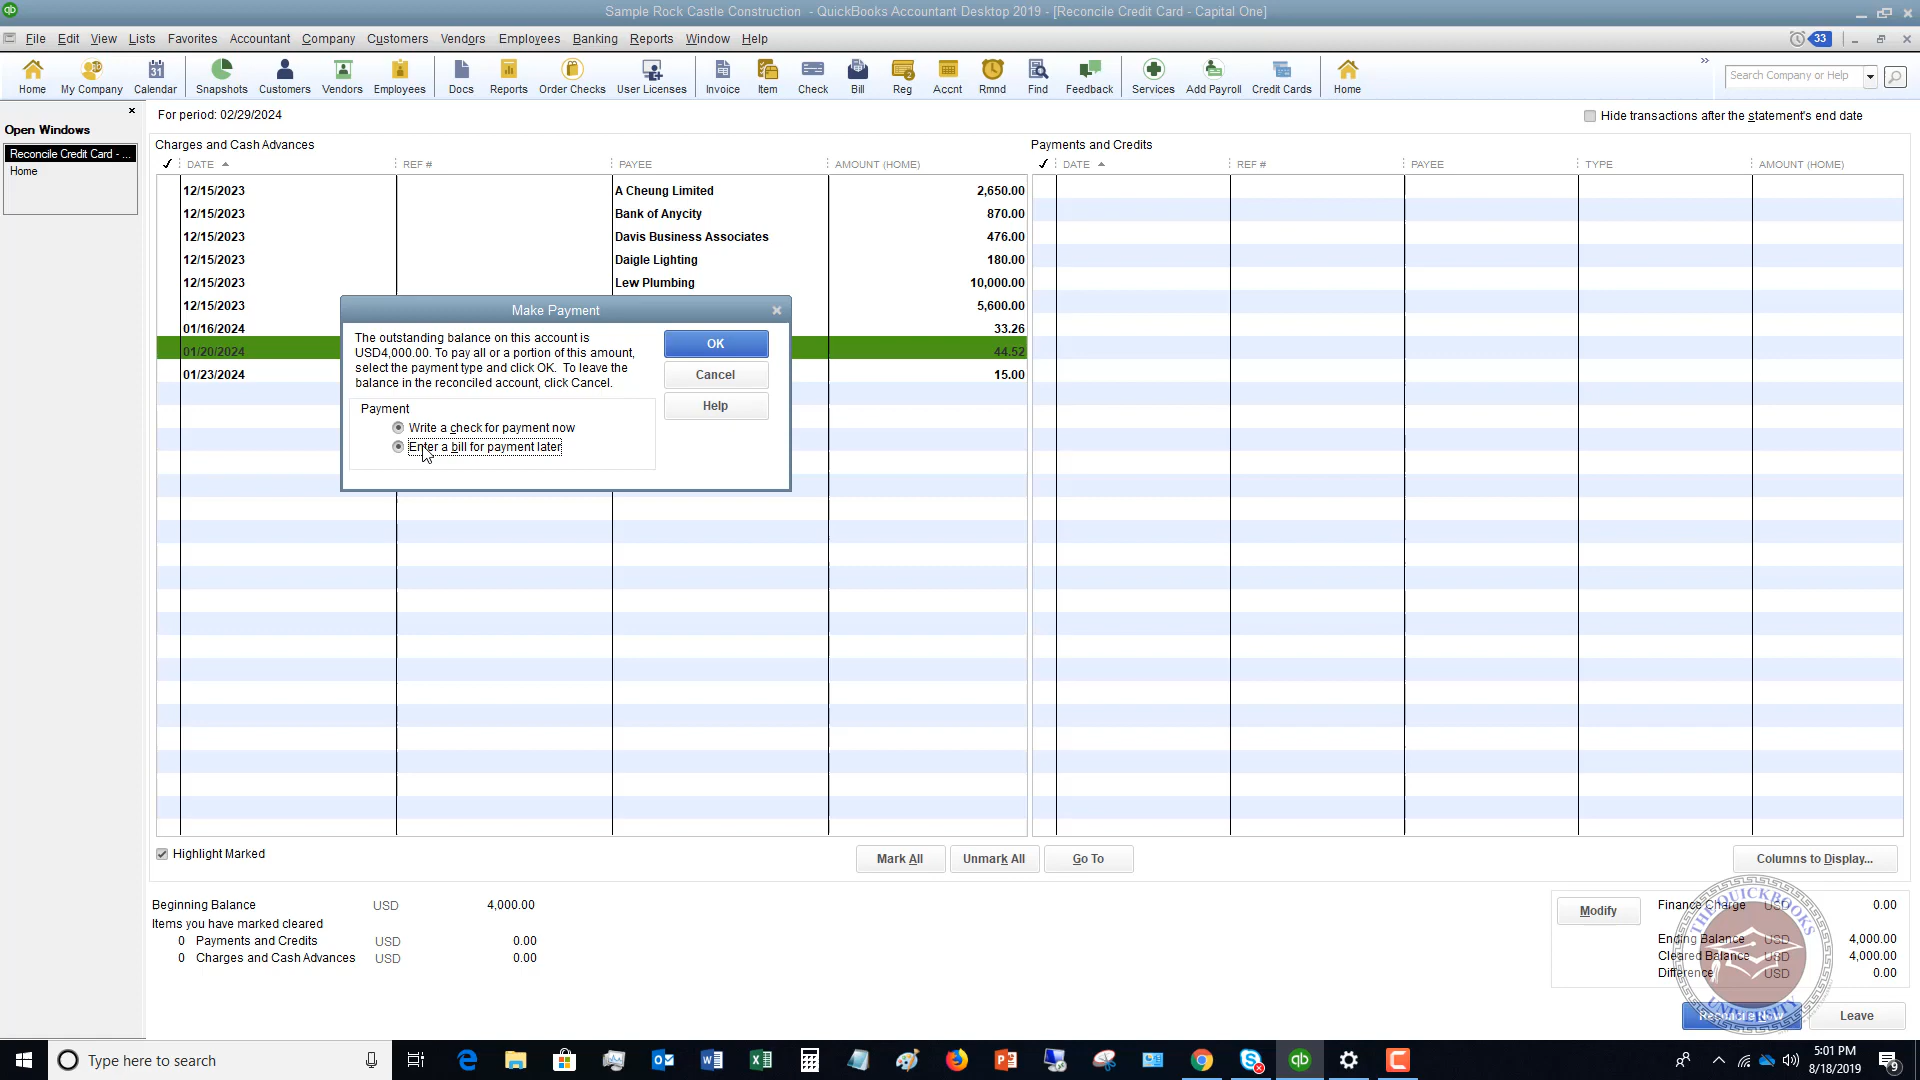 Sample Rock Castle Construction - QuickBooks Accountant Desktop 2019 - [Reconcile Credit Card - Capital One]
File Edit View Lists Favorites Accountant Company Customers Vendors Employees Banking Reports Window Help
33
Home My Company Calendar Snapshots Customers Vendors Employees Docs Reports Order Checks User Licenses Invoice Item Check Bill Reg Accnt Rmnd Find Feedback Services Add Payroll Credit Cards Home
Search Company or Help
Open Windows
Reconcile Credit Card - ...
Home
For period: 02/29/2024
Hide transactions after the statement's end date
Charges and Cash Advances
DATE REF # PAYEE AMOUNT (HOME)
12/15/2023 A Cheung Limited 2,650.00
12/15/2023 Bank of Anycity 870.00
12/15/2023 Davis Business Associates 476.00
12/15/2023 Daigle Lighting 180.00
12/15/2023 Lew Plumbing 10,000.00
12/15/2023 5,600.00
01/16/2024 33.26
01/20/2024 44.52
01/23/2024 15.00
Payments and Credits
DATE REF # PAYEE TYPE AMOUNT (HOME)
Make Payment
The outstanding balance on this account is
USD4,000.00. To pay all or a portion of this amount,
select the payment type and click OK. To leave the
balance in the reconciled account, click Cancel.
OK
Cancel
Help
Payment
Write a check for payment now
Enter a bill for payment later
Highlight Marked
Mark All Unmark All Go To
Columns to Display...
Beginning Balance USD 4,000.00
Items you have marked cleared
0 Payments and Credits USD 0.00
0 Charges and Cash Advances USD 0.00
Modify
Finance Charge USD 0.00
Ending Balance USD 4,000.00
Cleared Balance USD 4,000.00
Difference USD 0.00
Reconcile Now Leave
THE QUICKBOOKS UNIVERSITY
Type here to search
5:01 PM
8/18/2019
9